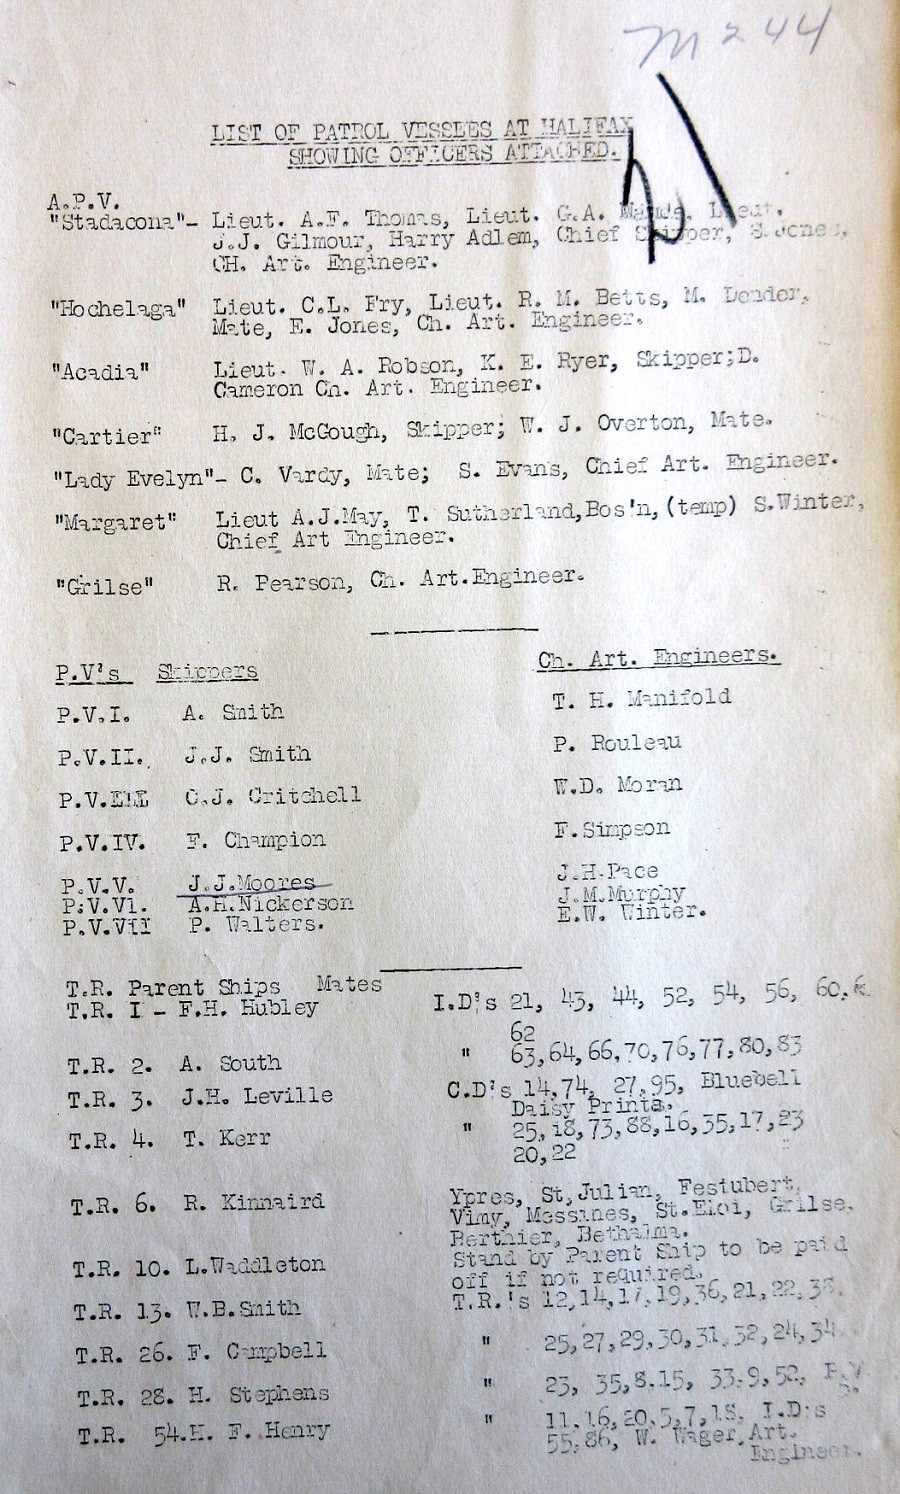 M 2 44
LIST OF PATROL VESSLES AT HALIFAX
SHOWING OFFICERS ATTACHED.
A.P.V.
"Stadacona"- Lieut. A.F. Thomas, Lieut. G.A. Lieut.
J.J. Gilmour, Harry Adlem, Chief Skipper, S.Jones,
CH. Art. Engineer.
"Hochelaga" Lieut. C.L. Fry, Lieut. R. M. Betts, M. Leader,
Mate, E. Jones, Ch. Art. Engineer.
"Acadia" Lieut. W. A. Robson, K. E. Ryer, Skipper;D.
Cameron Ch. Art. Engineer.
"Cartier" H. J. McGough, Skipper; W. J. Overton, Mate.
"Lady Evelyn"- C. Vardy, Mate; S. Evans, Chief Art. Engineer.
"Margaret" Lieut A.J.May, T. Sutherland,Bos'n,(temp) S.Winter,
Chief Art Engineer.
"Grilse" R. Pearson, Ch. Art.Engineer.
P.V's Skippers Ch. Art. Engineers.
P.V.I. A. Smith T. H. Manifold
P.V.II. J.J. Smith P. Rouleau
P.V.III C.J. Critchell W.D. Moran
P.V.IV. F. Champion F.Simpson
P.V.V. J.J.Moores J.H.Pace
P.V.VI. A.H.Nickerson J.M.Murphy
P.V.VII P. Walters. E.W. Winter.
T.R. Parent Ships Mates
T.R. I - F.H. Hubley I.D's 21, 43, 44, 52, 54, 56, 60.&
62
T.R. 2. A. South " 63,64,66,70,76,77,80,83
T.R. 3. J.H. Leville C.D's 14,74, 27,95, Bluebell
Daisy Prints.
T.R. 4. T. Kerr " 25,18,73,88,16,35,17,23
20,22
T.R. 6. R. Kinnaird Ypres, St.Julian, Festubert,
Vimy, Messines, St.Eloi, Grilse.
Berthier, Bethalma.
T.R. 10. L.Waddleton Stand by Parent Ship to be paid
off if not required.
T.R. 13. W.B.Smith T.R.'s 12,14,17,19,36,21,22,38.
T.R. 26. F. Campbell " 25,27,29,30,31,32,24,34
T.R. 28. H. Stephens " 23, 35,8.15, 33.9,52, P.V.
5.
T.R. 54.H. F. Henry " 11.16,20,5,7,18. I.D's
55,86, W. Wager.Art.
Engineer.